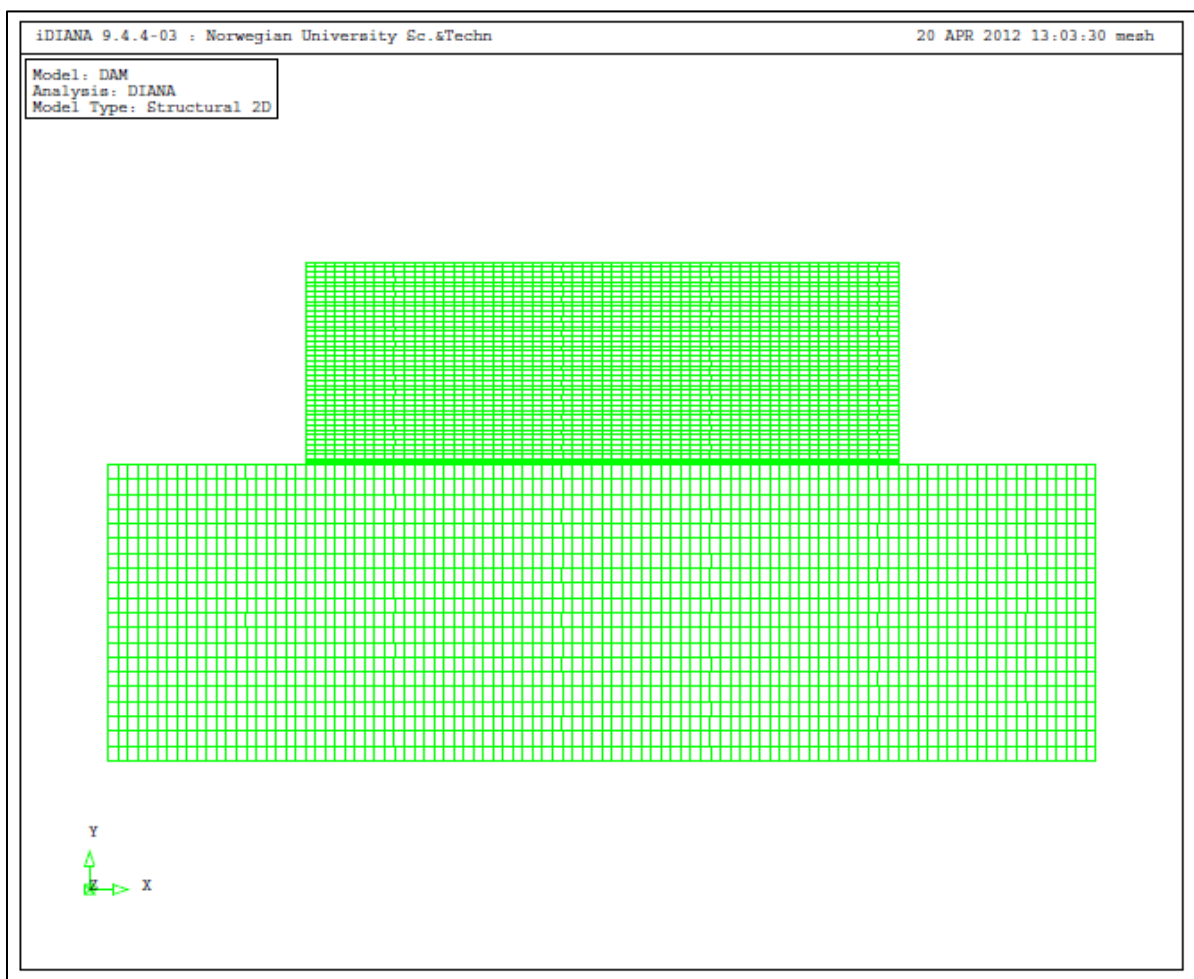 iDIANA 9.4.4-03 : Norwegian University Sc.&Techn 20 APR 2012 13:03:30 mesh
Model: DAM
Analysis: DIANA
Model Type: Structural 2D
Y
Z X